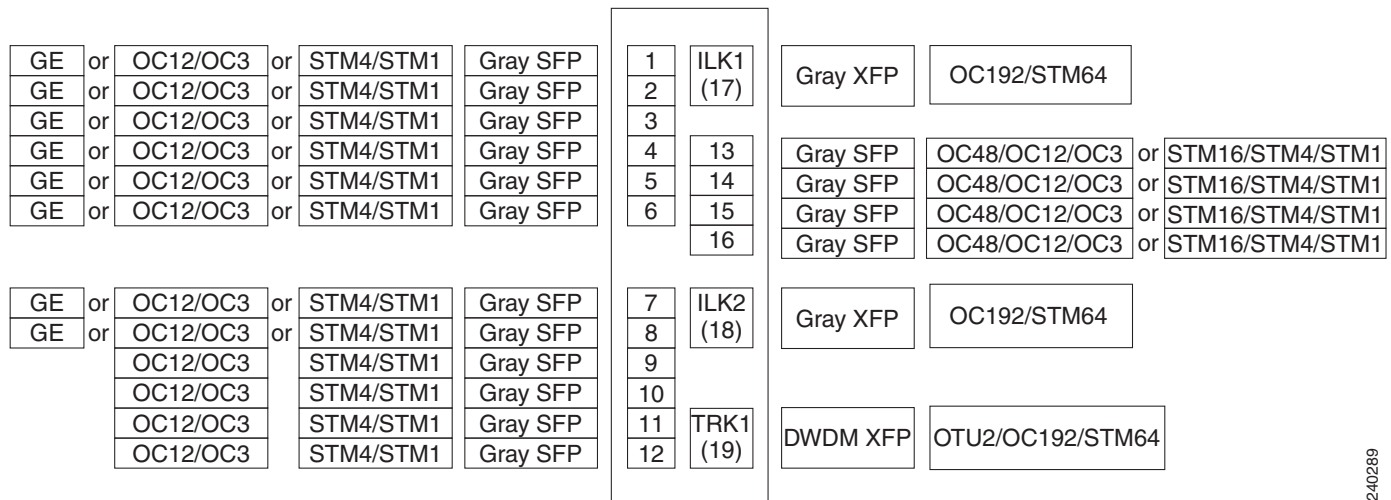 GE or OC12/OC3 or STM4/STM1 Gray SFP 1 ILK1 Gray XFP OC192/STM64
GE or OC12/OC3 or STM4/STM1 Gray SFP 2 (17)
GE or OC12/OC3 or STM4/STM1 Gray SFP 3
GE or OC12/OC3 or STM4/STM1 Gray SFP 4 13 Gray SFP OC48/OC12/OC3 or STM16/STM4/STM1
GE or OC12/OC3 or STM4/STM1 Gray SFP 5 14 Gray SFP OC48/OC12/OC3 or STM16/STM4/STM1
GE or OC12/OC3 or STM4/STM1 Gray SFP 6 15 Gray SFP OC48/OC12/OC3 or STM16/STM4/STM1
16 Gray SFP OC48/OC12/OC3 or STM16/STM4/STM1
GE or OC12/OC3 or STM4/STM1 Gray SFP 7 ILK2 Gray XFP OC192/STM64
GE or OC12/OC3 or STM4/STM1 Gray SFP 8 (18)
OC12/OC3 STM4/STM1 Gray SFP 9
OC12/OC3 STM4/STM1 Gray SFP 10
OC12/OC3 STM4/STM1 Gray SFP 11 TRK1 DWDM XFP OTU2/OC192/STM64
OC12/OC3 STM4/STM1 Gray SFP 12 (19)
240289